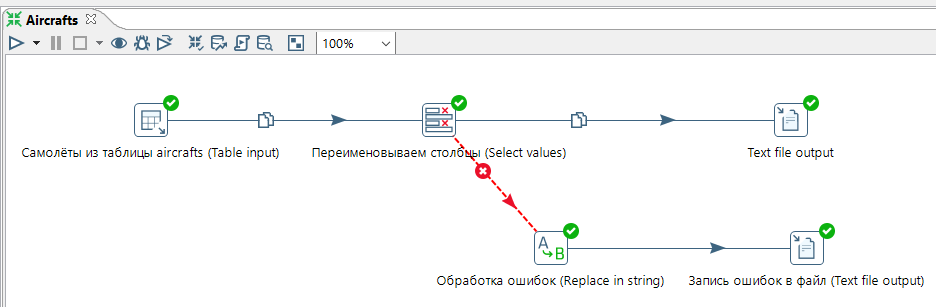 Aircrafts
100%
Самолёты из таблицы aircrafts (Table input)
Переименовываем столбцы (Select values)
Text file output
A
B
Обработка ошибок (Replace in string)
Запись ошибок в файл (Text file output)